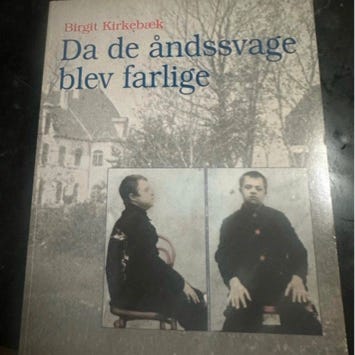 Birgit Kirkebæk
Da de åndssvage
blev farlige